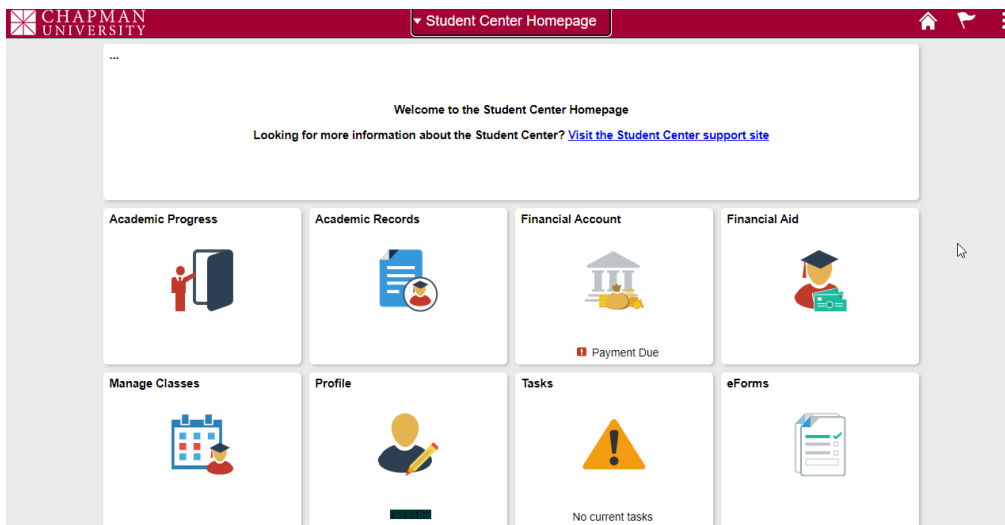 CHAPMAN
UNIVERSITY
Student Center Homepage
...
Welcome to the Student Center Homepage
Looking for more information about the Student Center? Visit the Student Center support site
Academic Progress
Academic Records
Financial Account
Financial Aid
Payment Due
Manage Classes
Profile
Tasks
eForms
No current tasks